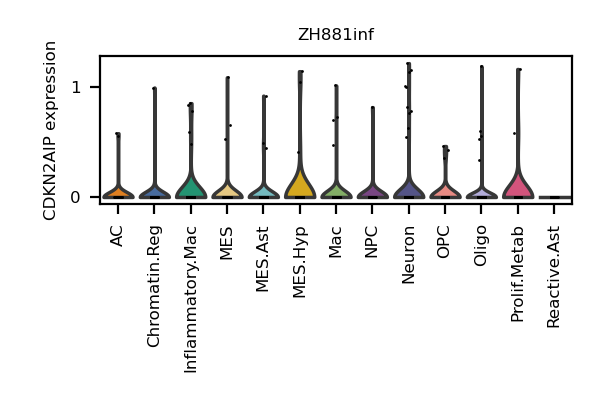 ZH881inf
CDKN2AIP expression
1
0
AC
Chromatin.Reg
Inflammatory.Mac
MES
MES.Ast
MES.Hyp
Mac
NPC
Neuron
OPC
Oligo
Prolif.Metab
Reactive.Ast